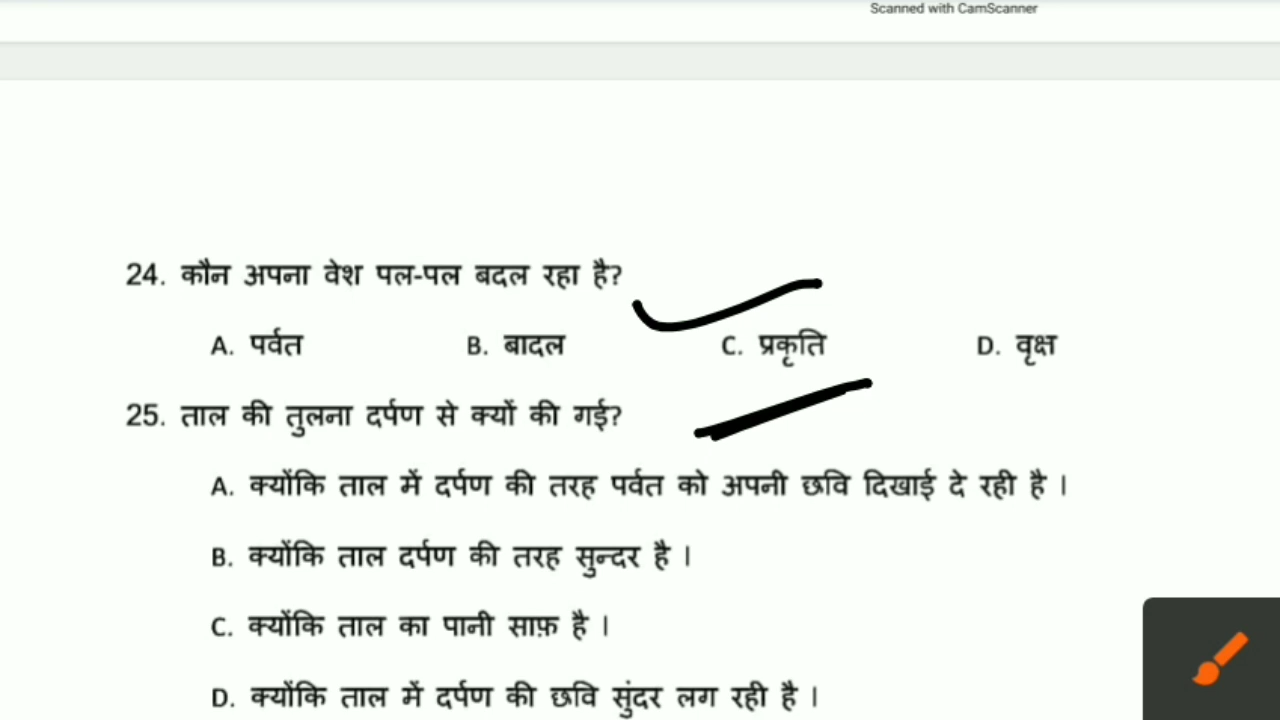 Scanned with CamScanner
24. कौन अपना वेश पल-पल बदल रहा है?
A. पर्वत B. बादल C. प्रकृति D. वृक्ष
25. ताल की तुलना दर्पण से क्यों की गई?
A. क्योंकि ताल में दर्पण की तरह पर्वत को अपनी छवि दिखाई दे रही है ।
B. क्योंकि ताल दर्पण की तरह सुन्दर है ।
C. क्योंकि ताल का पानी साफ़ है ।
D. क्योंकि ताल में दर्पण की छवि सुंदर लग रही है ।